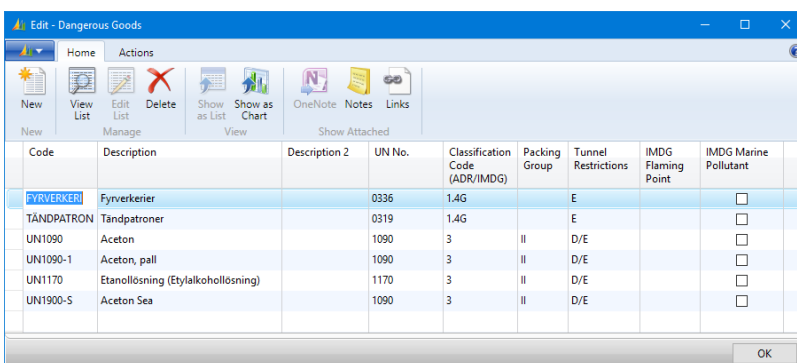 Edit - Dangerous Goods
Home Actions
New View List Edit List Delete Show as List Show as Chart OneNote Notes Links
New Manage View Show Attached
Code Description Description 2 UN No. Classification Code (ADR/IMDG) Packing Group Tunnel Restrictions IMDG Flaming Point IMDG Marine Pollutant
FYRVERKERI Fyrverkerier 0336 1.4G E
TÄNDPATRON Tändpatroner 0319 1.4G E
UN1090 Aceton 1090 3 II D/E
UN1090-1 Aceton, pall 1090 3 II D/E
UN1170 Etanollösning (Etylalkohollösning) 1170 3 II D/E
UN1900-S Aceton Sea 1090 3 II D/E
OK